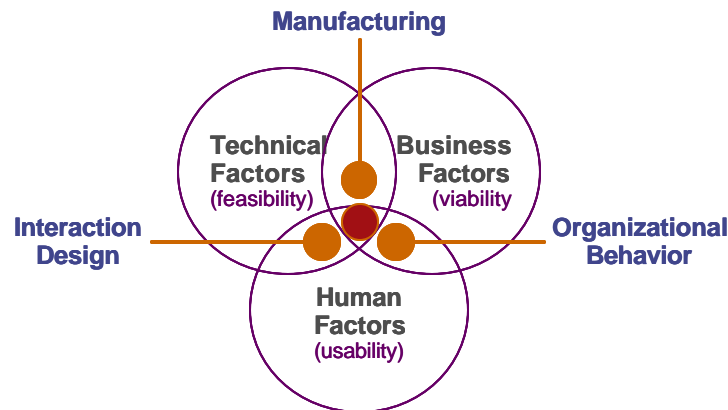 Manufacturing
Technical
Factors
(feasibility)
Business
Factors
(viability
Interaction
Design
Organizational
Behavior
Human
Factors
(usability)